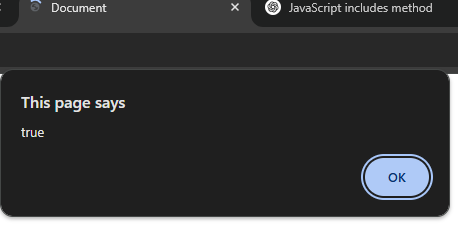 Document
JavaScript includes method
This page says
true
OK